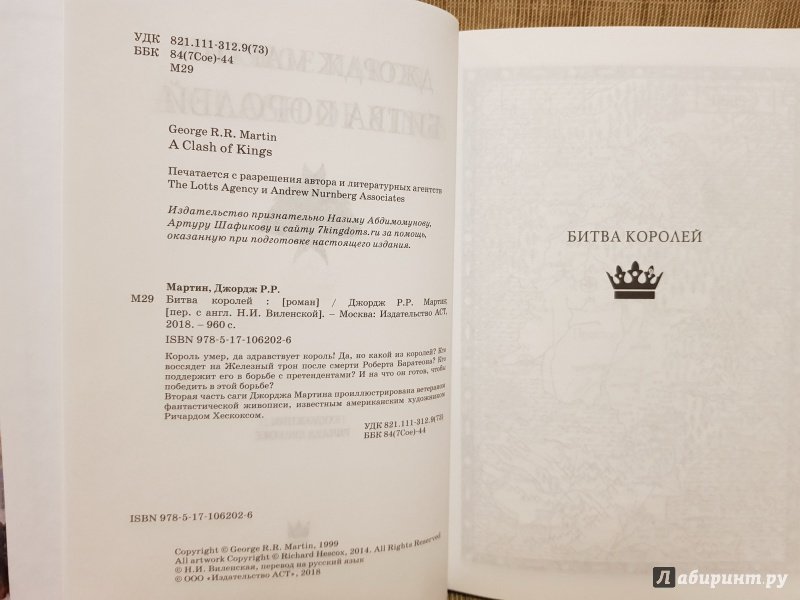 УДК 821.111-312.9(73)
ББК 84(7Сое)-44
М29
George R.R. Martin
A Clash of Kings
Печатается с разрешения автора и литературных агентств
The Lotts Agency и Andrew Nurnberg Associates
Издательство признательно Назиму Абдимомунову,
Артуру Шафикову и сайту 7kingdoms.ru за помощь,
оказанную при подготовке настоящего издания.
Мартин, Джордж Р.Р.
М29 Битва королей : [роман] / Джордж Р.Р. Мартин;
[пер. с англ. Н.И. Виленской]. – Москва: Издательство АСТ,
2018. – 960 с.
ISBN 978-5-17-106202-6
Король умер, да здравствует король! Да, но какой из королей? Кто
воссядет на Железный трон после смерти Роберта Баратеона? Кто
поддержит его в борьбе с претендентами? И на что он готов, чтобы
победить в этой борьбе?
Вторая часть саги Джорджа Мартина проиллюстрирована ветераном
фантастической живописи, известным американским художником
Ричардом Хескоксом.
УДК 821.111-312.9(73)
ББК 84(7Сое)-44
ISBN 978-5-17-106202-6
Copyright © George R.R. Martin, 1999
All artwork Copyright © Richard Hescox, 2014. All Rights Reserved.
© Н.И. Виленская, перевод на русский язык
© ООО «Издательство АСТ», 2018
БИТВА КОРОЛЕЙ
Лабиринт.ру